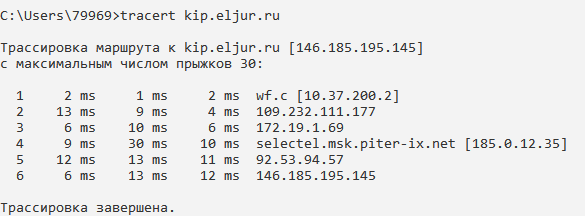 C:\Users\79969>tracert kip.eljur.ru
Трассировка маршрута к kip.eljur.ru [146.185.195.145]
с максимальным числом прыжков 30:
1 2 ms 1 ms 2 ms wf.c [10.37.200.2]
2 13 ms 9 ms 4 ms 109.232.111.177
3 6 ms 10 ms 6 ms 172.19.1.69
4 9 ms 30 ms 10 ms selectel.msk.piter-ix.net [185.0.12.35]
5 12 ms 13 ms 11 ms 92.53.94.57
6 6 ms 13 ms 12 ms 146.185.195.145
Трассировка завершена.